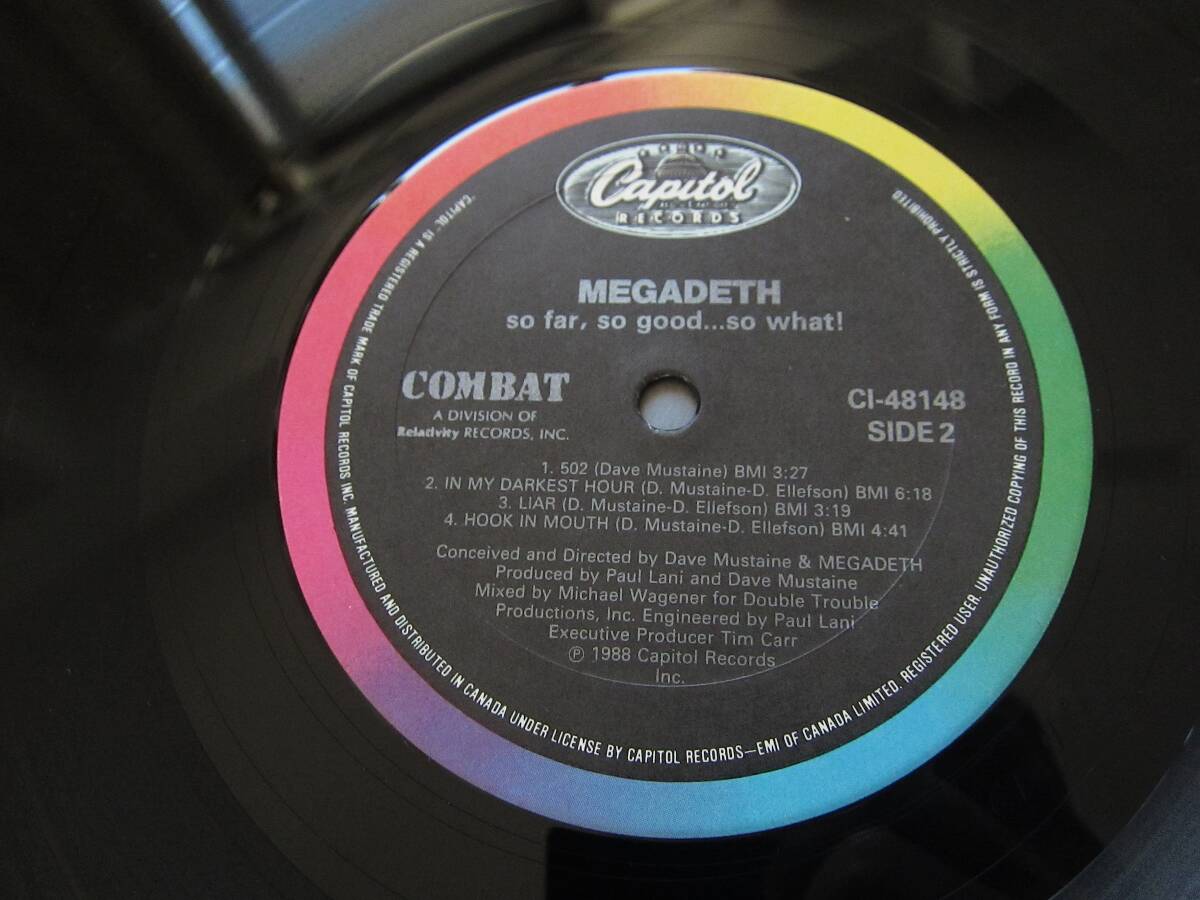 Capitol
RECORDS
MEGADETH
so far, so good...so what!
COMBAT
A DIVISION OF
Relativity RECORDS, INC.
CI-48148
SIDE 2
1. 502 (Dave Mustaine) BMI 3:27
2. IN MY DARKEST HOUR (D. Mustaine-D. Ellefson) BMI 6:18
3. LIAR (D. Mustaine-D. Ellefson) BMI 3:19
4. HOOK IN MOUTH (D. Mustaine-D. Ellefson) BMI 4:41
Conceived and Directed by Dave Mustaine & MEGADETH
Produced by Paul Lani and Dave Mustaine
Mixed by Michael Wagener for Double Trouble
Productions, Inc. Engineered by Paul Lani
Executive Producer Tim Carr
℗ 1988 Capitol Records
Inc.
"CAPITOL" IS A REGISTERED TRADE MARK OF CAPITOL RECORDS INC. MANUFACTURED AND DISTRIBUTED IN CANADA UNDER LICENSE BY CAPITOL RECORDS—EMI OF CANADA LIMITED. REGISTERED USER. UNAUTHORIZED COPYING OF THIS RECORD IN ANY FORM IS STRICTLY PROHIBITED